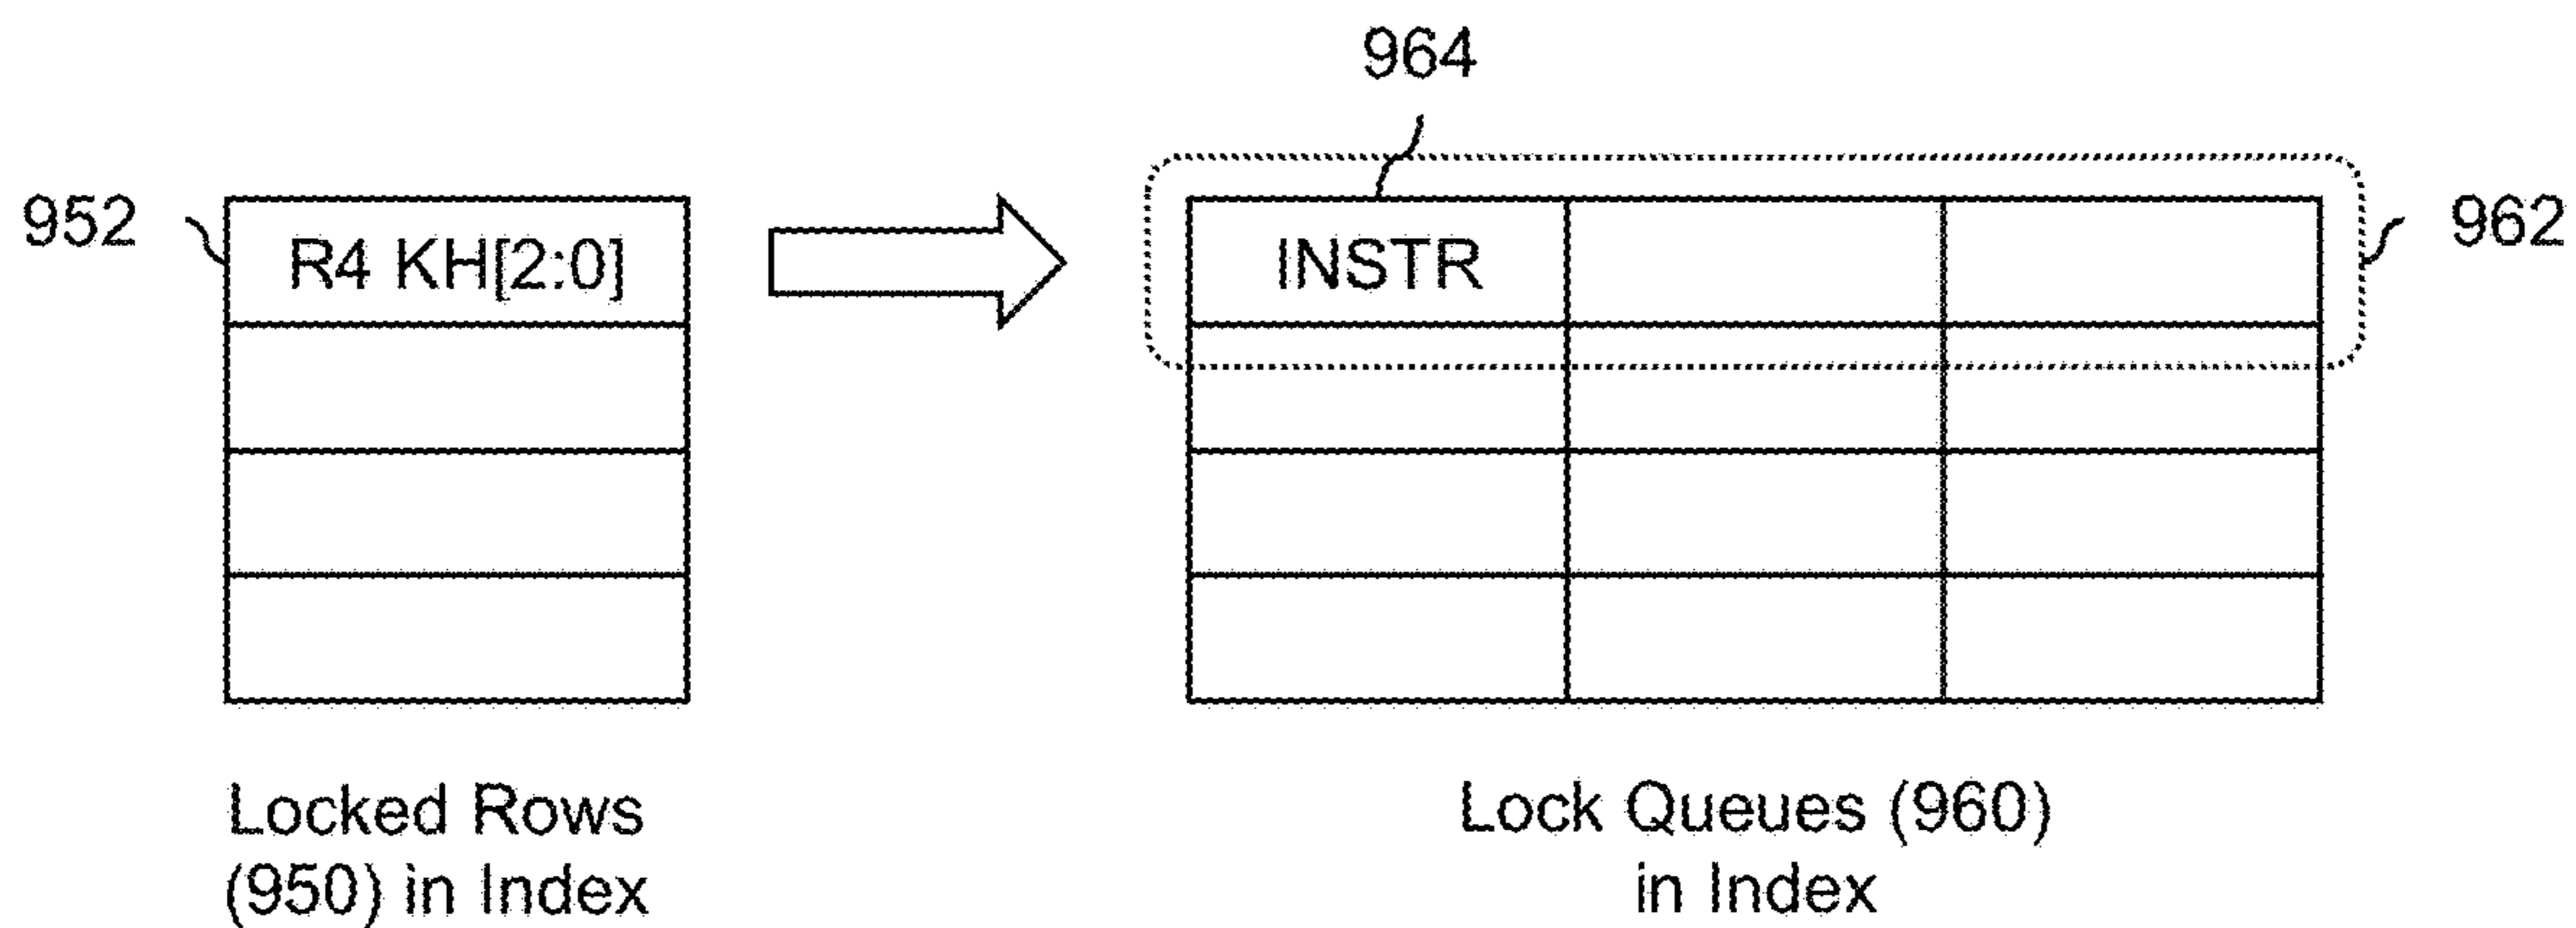 964
952
R4 KH[2:0]
INSTR
962
Locked Rows
(950) in Index
Lock Queues (960)
in Index